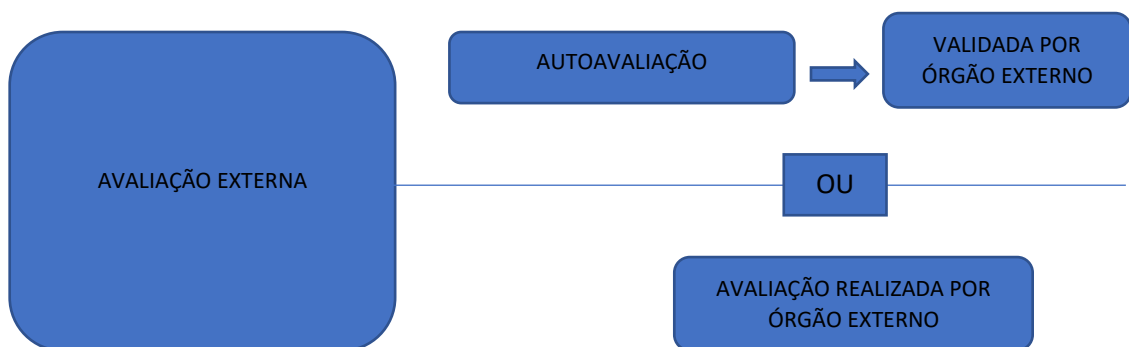 AVALIAÇÃO EXTERNA
AUTOAVALIAÇÃO
VALIDADA POR
ÓRGÃO EXTERNO
OU
AVALIAÇÃO REALIZADA POR
ÓRGÃO EXTERNO